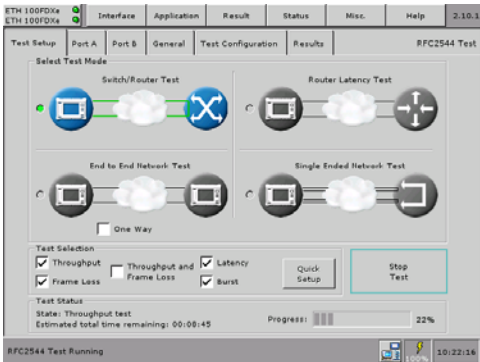 ETH 100FDXe Interface Application Result Status Misc. Help 2.10.1
ETH 100FDXe
Test Setup Port A Port B General Test Configuration Results RFC2544 Test
Select Test Mode
Switch/Router Test Router Latency Test
End to End Network Test Single Ended Network Test
One Way
Test Selection
Throughput Throughput and Frame Loss Latency Quick Setup Stop Test
Frame Loss Burst
Test Status
State: Throughput test
Estimated total time remaining: 00:08:45 Progress: 22%
RFC2544 Test Running 100% 10:22:16